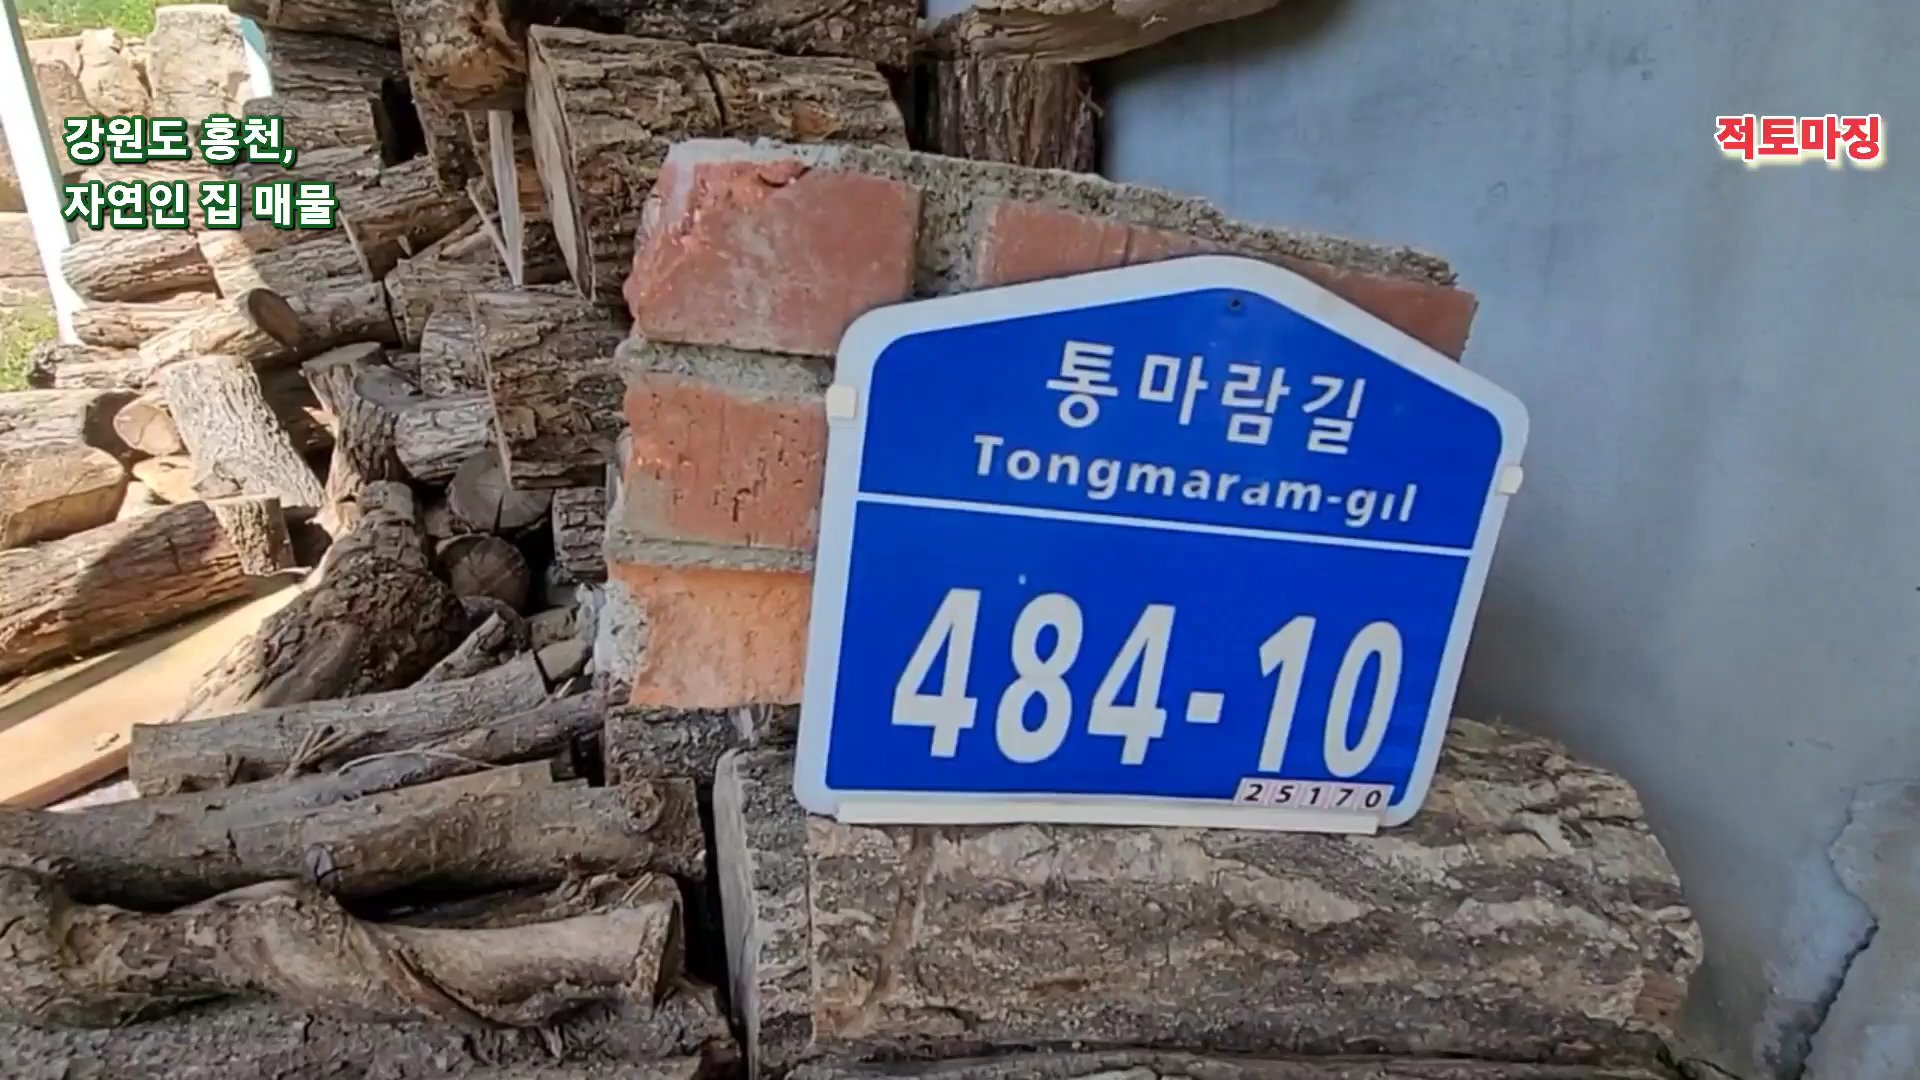 강원도 홍천,
자연인 집 매물
적토마징
통마람길
Tongmaram-gil
484-10
25170